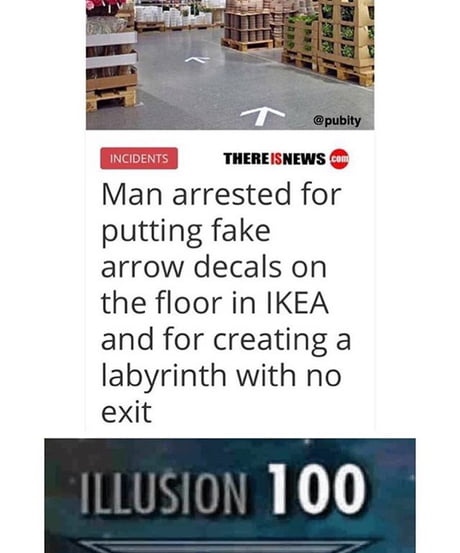 @pubity
INCIDENTS
THEREISNEWS.com
Man arrested for
putting fake
arrow decals on
the floor in IKEA
and for creating a
labyrinth with no
exit
ILLUSION 100